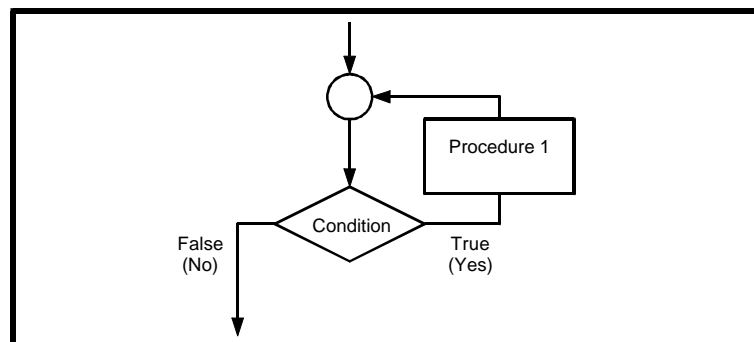 Procedure 1
Condition
False
(No)
True
(Yes)